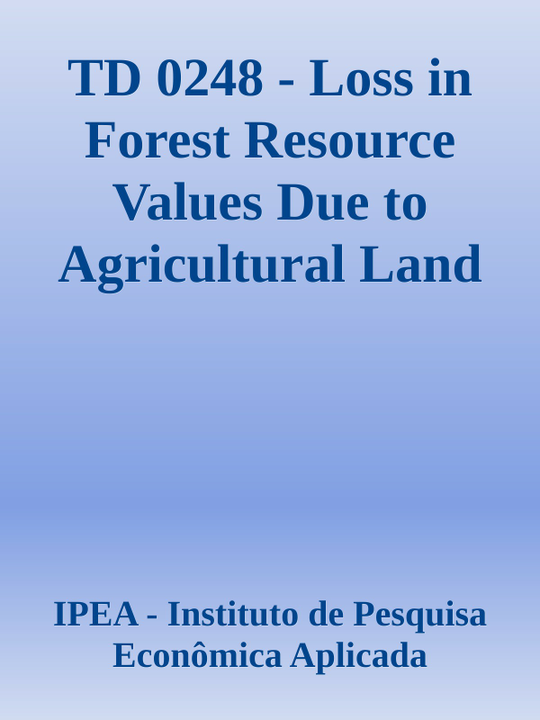 TD 0248 - Loss in
Forest Resource
Values Due to
Agricultural Land
IPEA - Instituto de Pesquisa
Econômica Aplicada